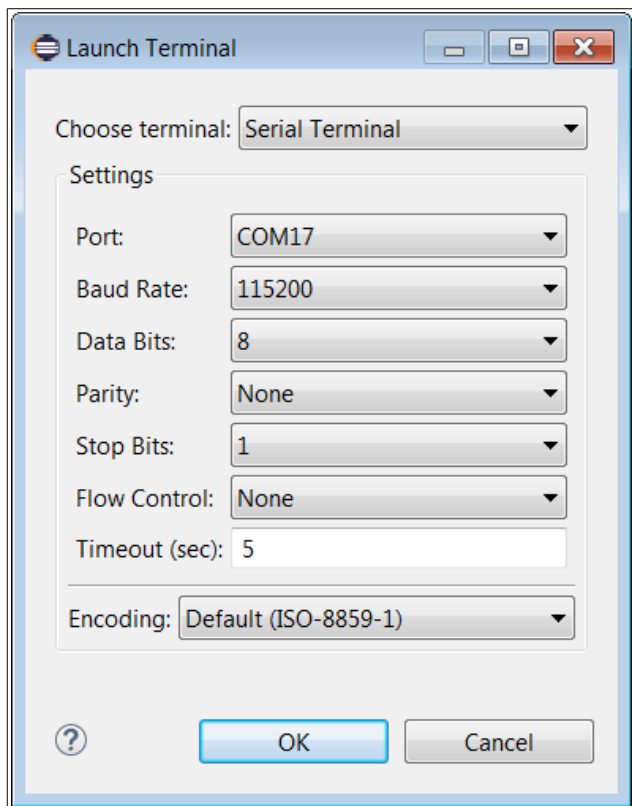 Launch Terminal
Choose terminal: Serial Terminal
Settings
Port: COM17
Baud Rate: 115200
Data Bits: 8
Parity: None
Stop Bits: 1
Flow Control: None
Timeout (sec): 5
Encoding: Default (ISO-8859-1)
? OK Cancel